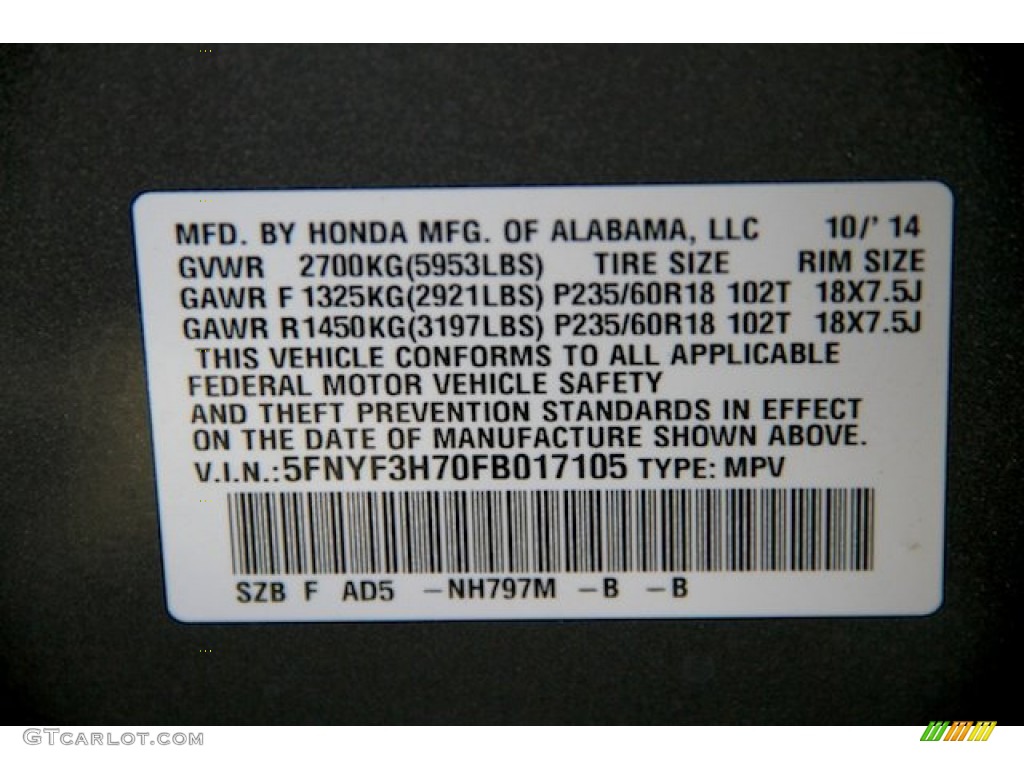 MFD. BY HONDA MFG. OF ALABAMA, LLC 10/' 14
GVWR 2700KG(5953LBS) TIRE SIZE RIM SIZE
GAWR F 1325KG(2921LBS) P235/60R18 102T 18X7.5J
GAWR R1450KG(3197LBS) P235/60R18 102T 18X7.5J
THIS VEHICLE CONFORMS TO ALL APPLICABLE
FEDERAL MOTOR VEHICLE SAFETY
AND THEFT PREVENTION STANDARDS IN EFFECT
ON THE DATE OF MANUFACTURE SHOWN ABOVE.
V.I.N.:5FNYF3H70FB017105 TYPE: MPV
SZB F AD5 -NH797M -B -B
GTCARLOT.COM